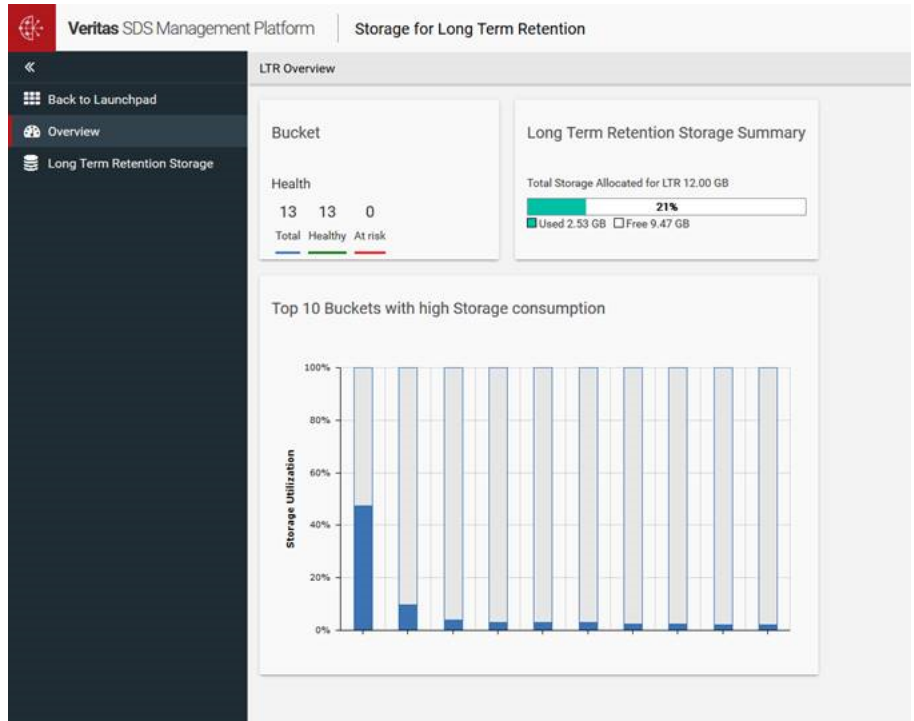 Veritas SDS Management Platform
Storage for Long Term Retention
Back to Launchpad
Overview
Long Term Retention Storage
LTR Overview
Bucket
Health
13 13 0
Total Healthy At risk
Long Term Retention Storage Summary
Total Storage Allocated for LTR 12.00 GB
21%
Used 2.53 GB Free 9.47 GB
Top 10 Buckets with high Storage consumption
Storage Utilization
100%
80%
60%
40%
20%
0%